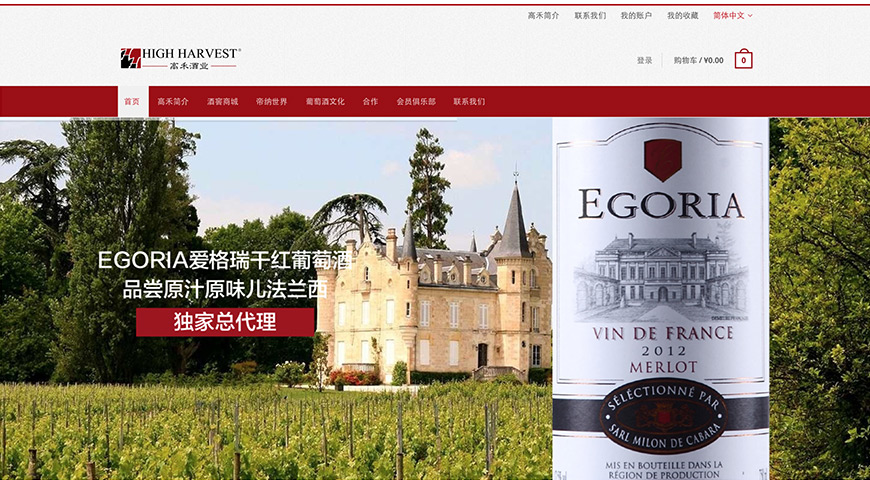 高禾简介 联系我们 我的账户 我的收藏 简体中文
HIGH HARVEST®
高禾酒业
登录 购物车 / ¥0.00 0
首页 高禾简介 酒窖商城 帝纳世界 葡萄酒文化 合作 会员俱乐部 联系我们
EGORIA爱格瑞干红葡萄酒
品尝原汁原味儿法兰西
独家总代理
EGORIA
VIN DE FRANCE
2012
MERLOT
SÉLECTIONNÉ PAR
SARL MILON DE CABARA
MIS EN BOUTEILLE DANS LA
RÉGION DE PRODUCTION